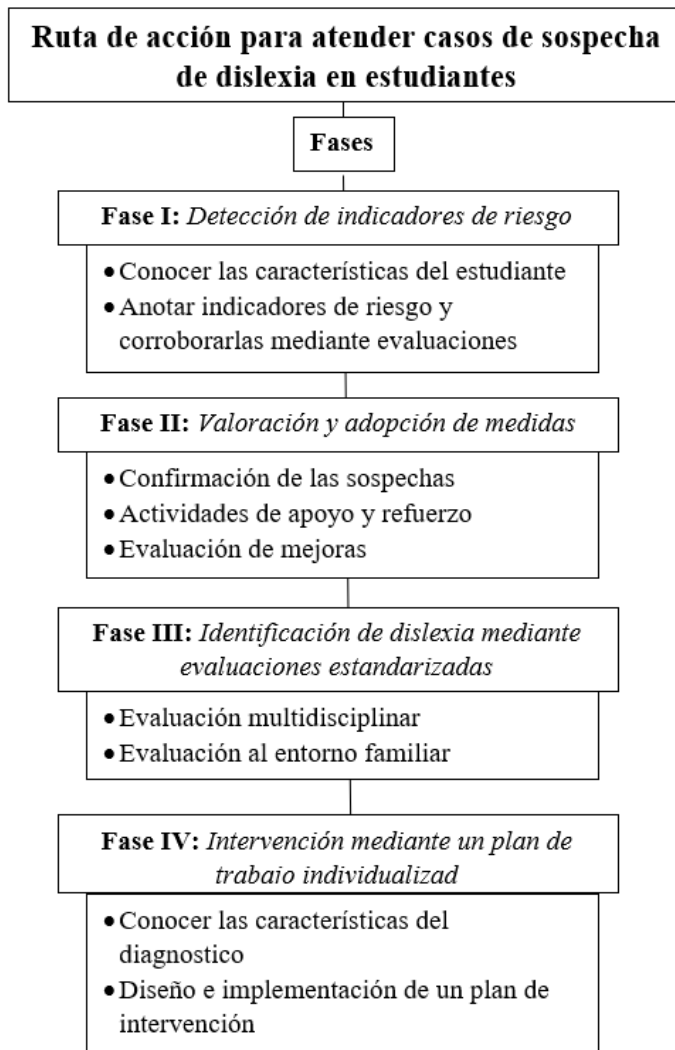 Ruta de acción para atender casos de sospecha
de dislexia en estudiantes
Fases
Fase I: Detección de indicadores de riesgo
• Conocer las características del estudiante
• Anotar indicadores de riesgo y
corroborarlas mediante evaluaciones
Fase II: Valoración y adopción de medidas
• Confirmación de las sospechas
• Actividades de apoyo y refuerzo
• Evaluación de mejoras
Fase III: Identificación de dislexia mediante
evaluaciones estandarizadas
• Evaluación multidisciplinar
• Evaluación al entorno familiar
Fase IV: Intervención mediante un plan de
trabajo individualizad
• Conocer las características del
diagnostico
• Diseño e implementación de un plan de
intervención